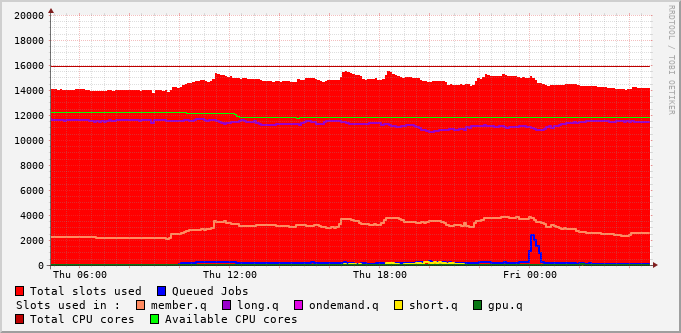 20000
18000
16000
14000
12000
10000
8000
6000
4000
2000
0
Thu 06:00 Thu 12:00 Thu 18:00 Fri 00:00
Total slots used Queued Jobs
Slots used in : member.q long.q ondemand.q short.q gpu.q
Total CPU cores Available CPU cores
RRDTOOL / TOBI OETIKER